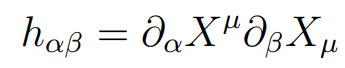 h_{αβ} = ∂_α X^μ ∂_β X_μ